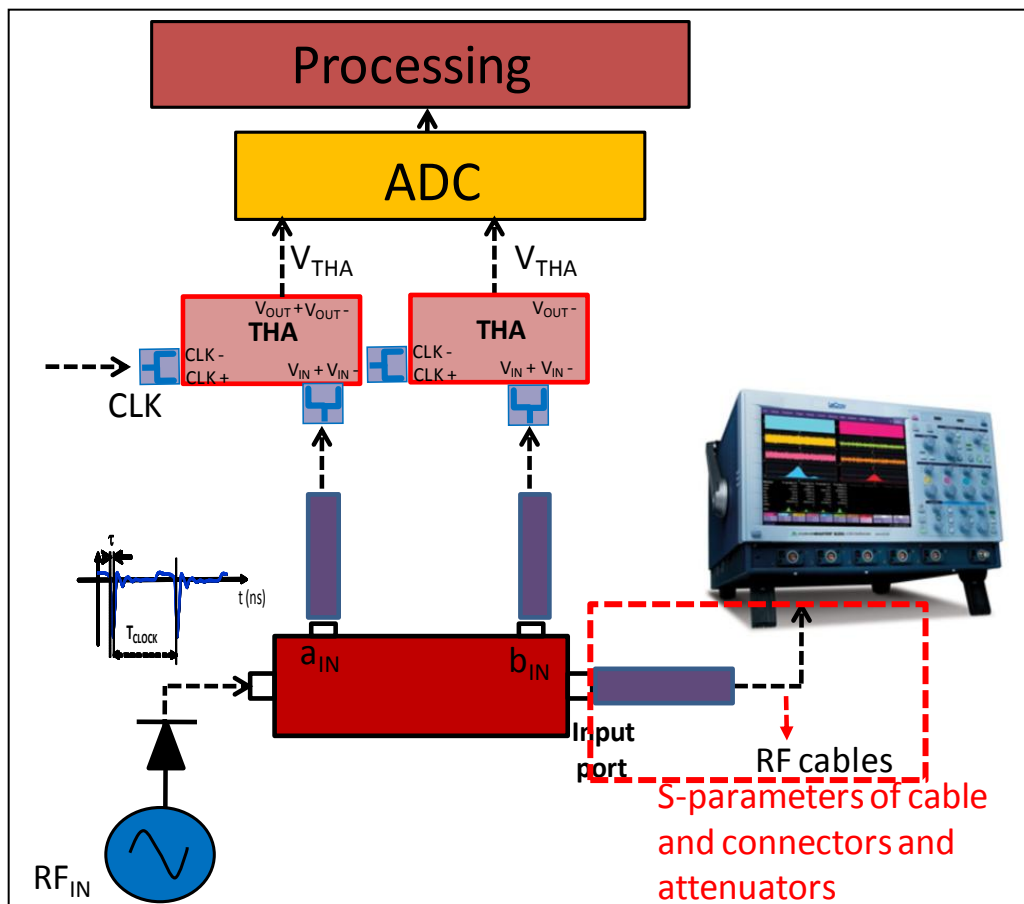 Processing
ADC
V_THA
V_THA
V_OUT + V_OUT -
THA
CLK -
CLK +
V_IN + V_IN -
V_OUT -
THA
CLK -
CLK +
V_IN + V_IN -
CLK
τ
t (ns)
T_CLOCK
a_IN
b_IN
Input
port
RF cables
S-parameters of cable
and connectors and
attenuators
RF_IN